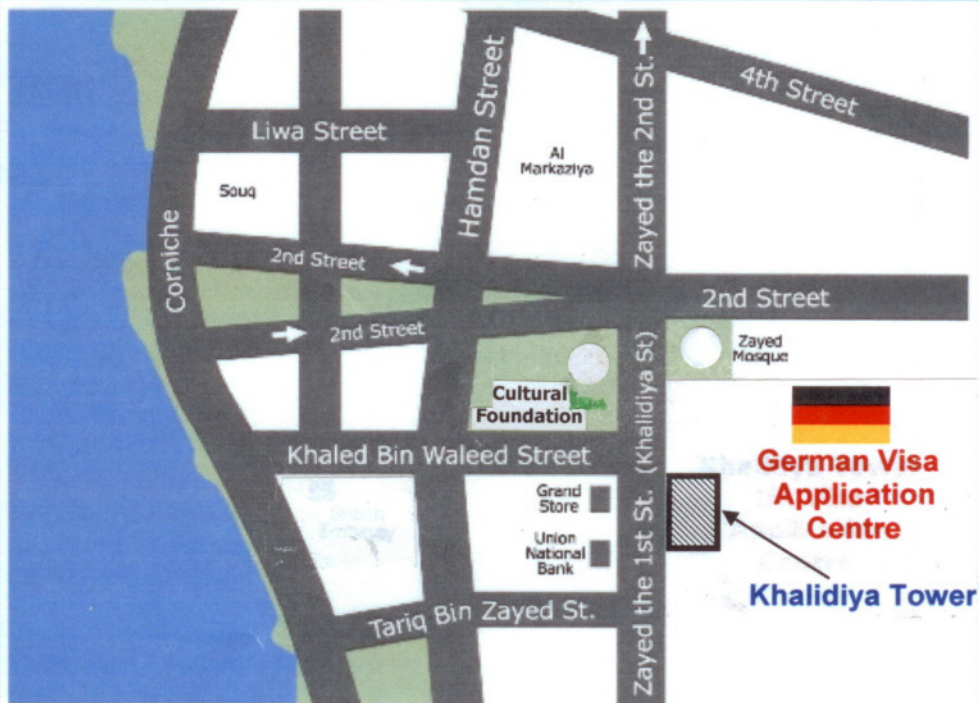 4th Street
Zayed the 2nd St.
Hamdan Street
Liwa Street
Al
Markaziya
Souq
Corniche
2nd Street
2nd Street
2nd Street
Zayed
Mosque
Cultural
Foundation
(Khalidiya St)
Khaled Bin Waleed Street
German Visa
Application
Centre
Grand
Store
Union
National
Bank
Zayed the 1st St.
Khalidiya Tower
Tariq Bin Zayed St.